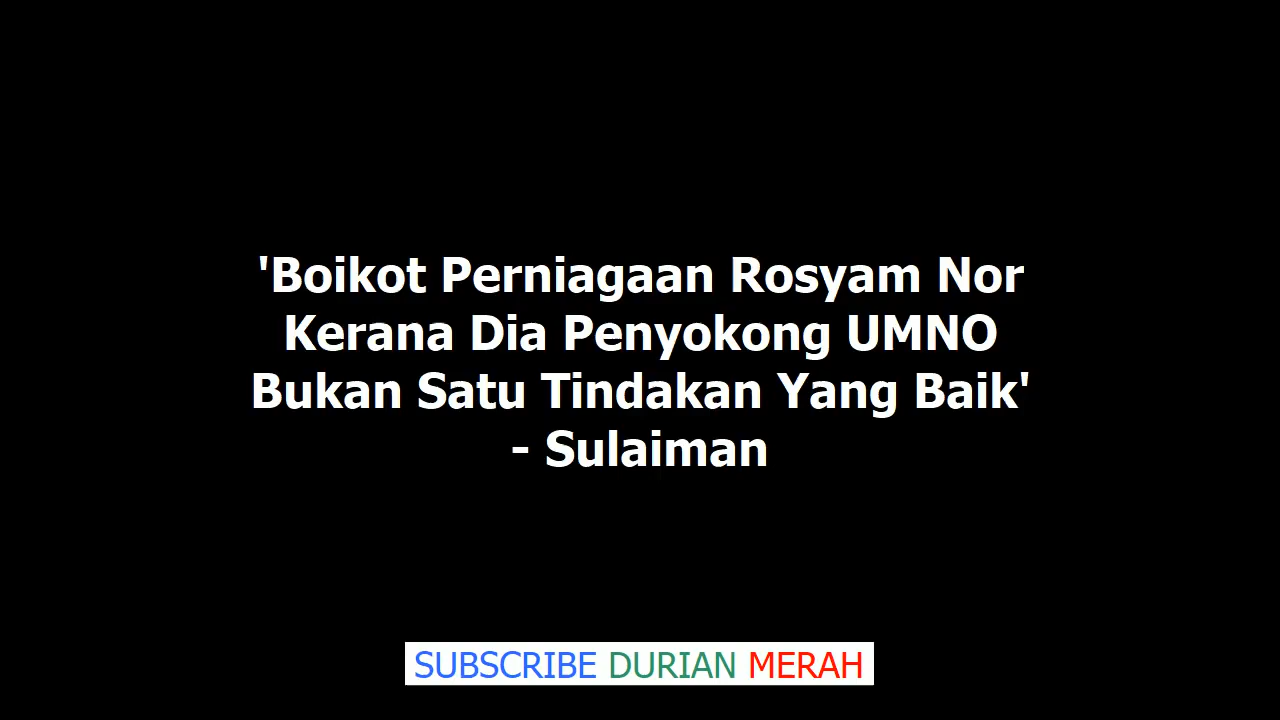 'Boikot Perniagaan Rosyam Nor
Kerana Dia Penyokong UMNO
Bukan Satu Tindakan Yang Baik'
- Sulaiman
SUBSCRIBE DURIAN MERAH